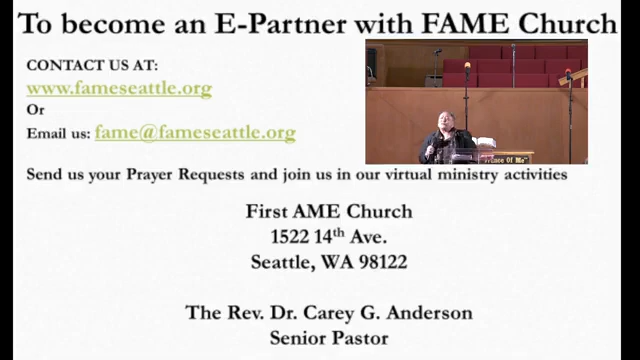 To become an E-Partner with FAME Church
CONTACT US AT:
www.fameseattle.org
Or
Email us: fame@fameseattle.org
Prince Of
Send us your Prayer Requests and join us in our virtual ministry activities
First AME Church
1522 14th Ave.
Seattle, WA 98122
The Rev. Dr. Carey G. Anderson
Senior Pastor